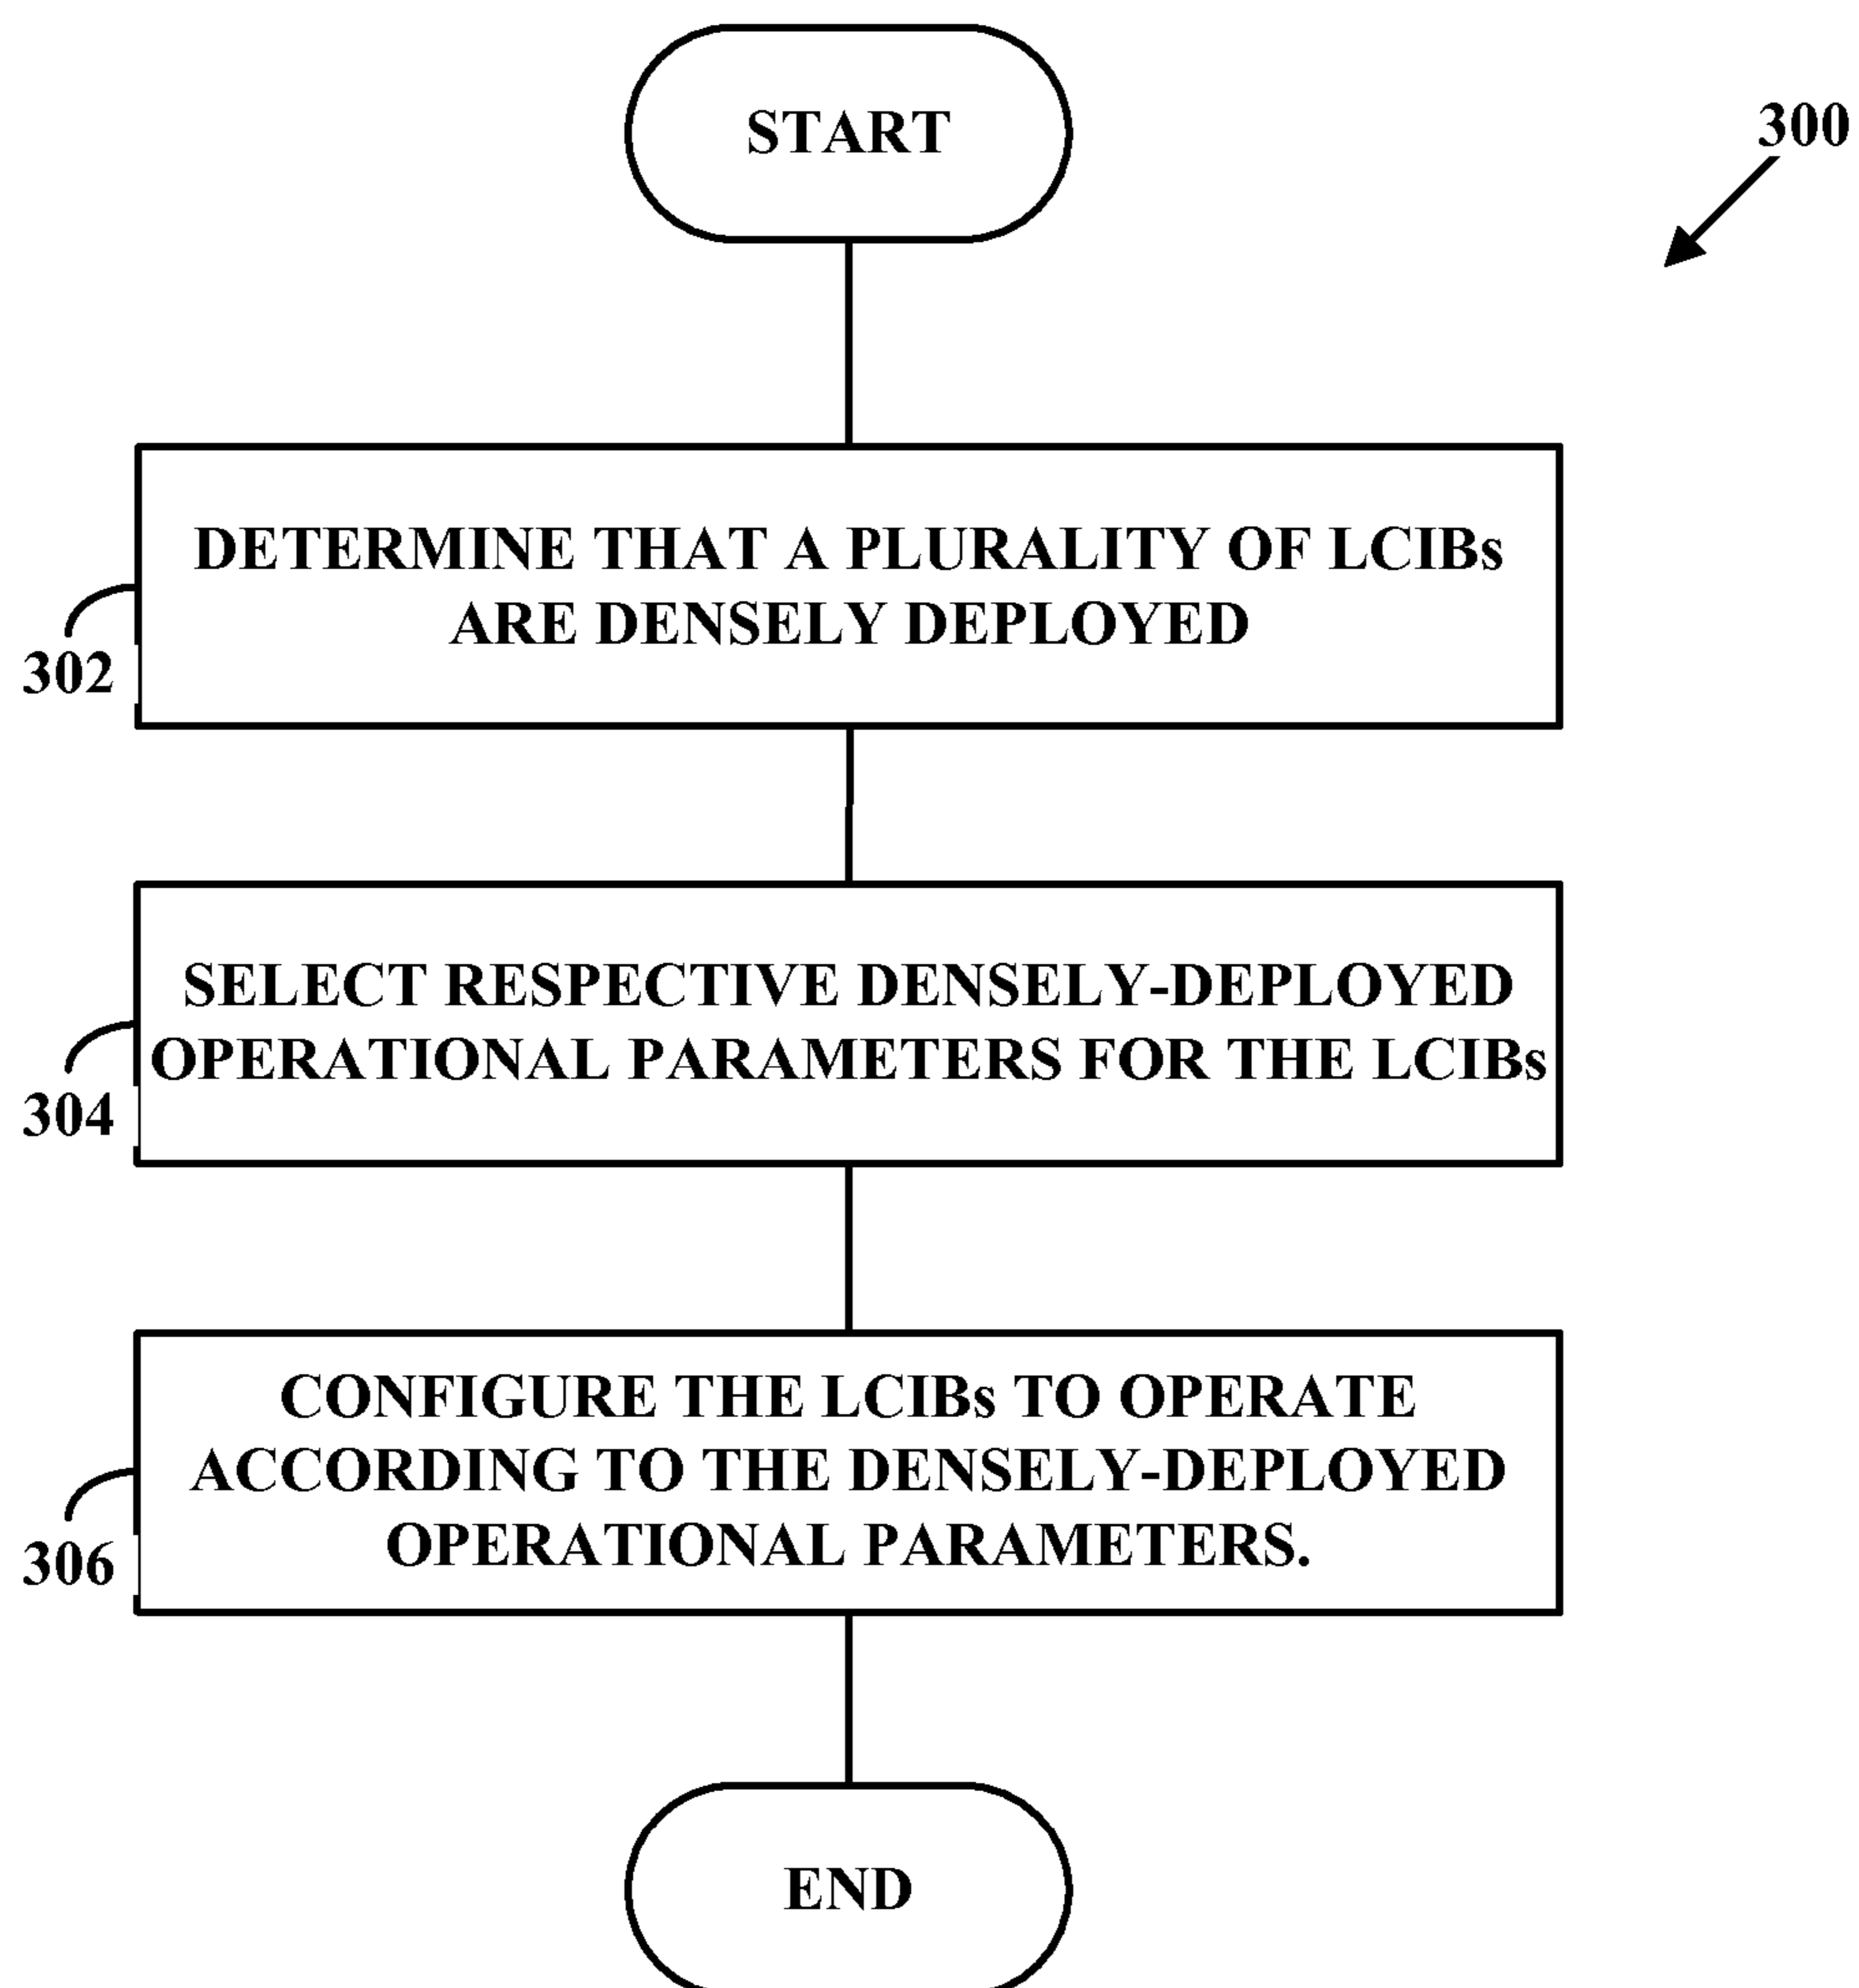 START
300
DETERMINE THAT A PLURALITY OF LCIBs
ARE DENSELY DEPLOYED
302
SELECT RESPECTIVE DENSELY-DEPLOYED
OPERATIONAL PARAMETERS FOR THE LCIBs
304
CONFIGURE THE LCIBs TO OPERATE
ACCORDING TO THE DENSELY-DEPLOYED
OPERATIONAL PARAMETERS.
306
END